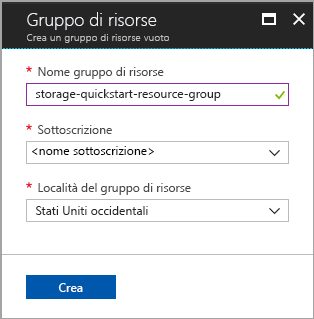 Gruppo di risorse
Crea un gruppo di risorse vuoto
* Nome gruppo di risorse
storage-quickstart-resource-group
* Sottoscrizione
<nome sottoscrizione>
* Località del gruppo di risorse
Stati Uniti occidentali
Crea